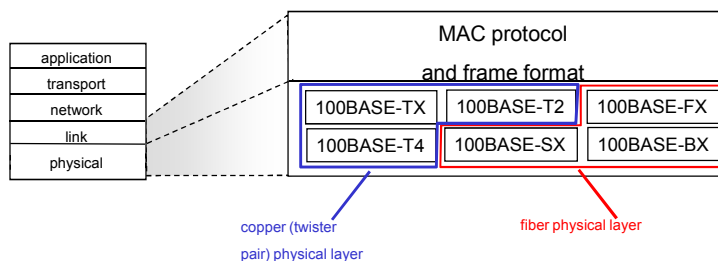 application
transport
network
link
physical
MAC protocol
and frame format
100BASE-TX
100BASE-T2
100BASE-FX
100BASE-T4
100BASE-SX
100BASE-BX
copper (twister
pair) physical layer
fiber physical layer